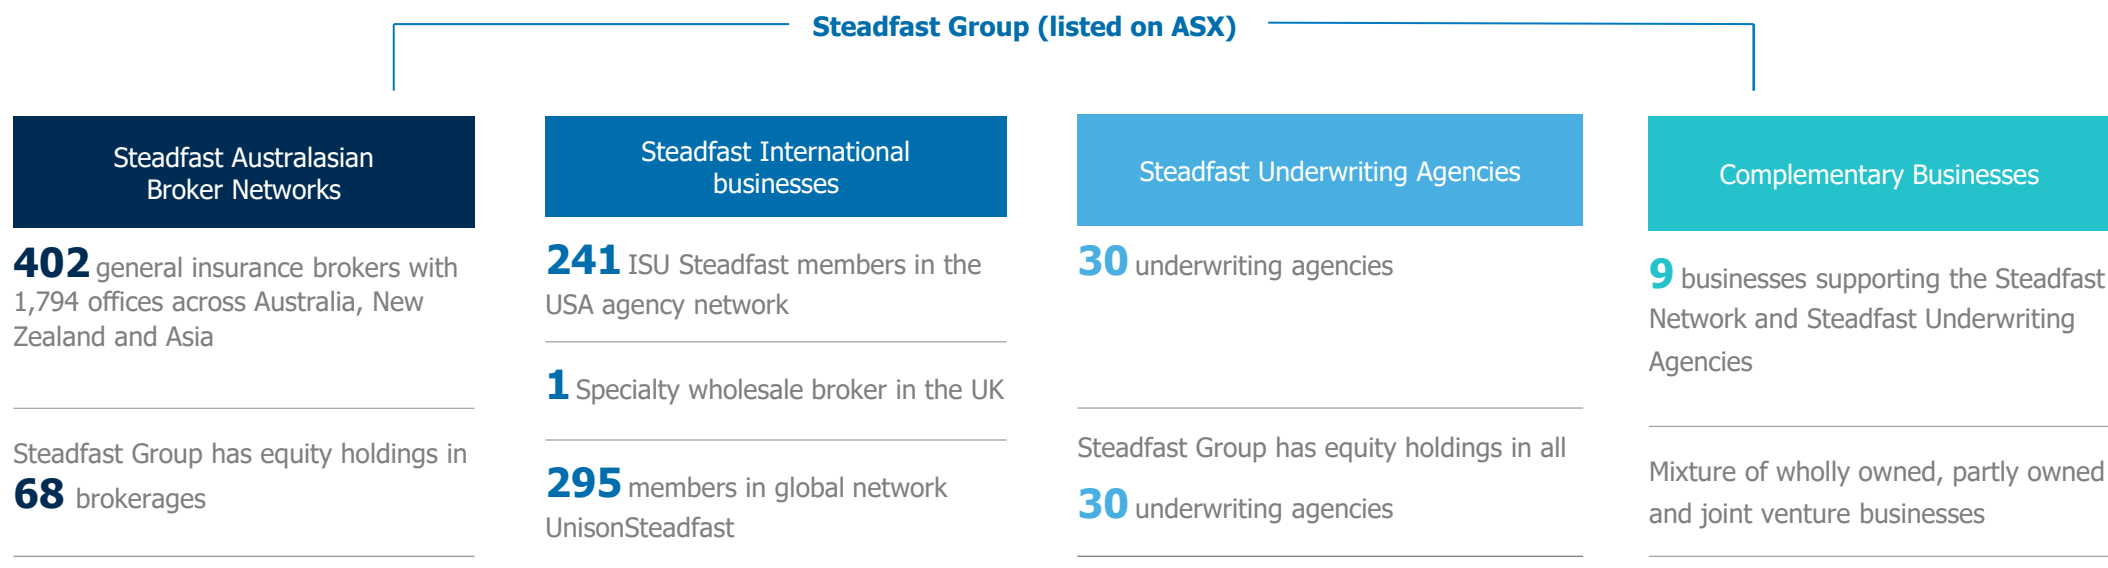 Steadfast Group (listed on ASX)
Steadfast Australasian
Broker Networks
402 general insurance brokers with
1,794 offices across Australia, New
Zealand and Asia
Steadfast Group has equity holdings in
68 brokerages
Steadfast International
businesses
241 ISU Steadfast members in the
USA agency network
1 Specialty wholesale broker in the UK
295 members in global network
UnisonSteadfast
Steadfast Underwriting Agencies
30 underwriting agencies
Steadfast Group has equity holdings in all
30 underwriting agencies
Complementary Businesses
9 businesses supporting the Steadfast
Network and Steadfast Underwriting
Agencies
Mixture of wholly owned, partly owned
and joint venture businesses